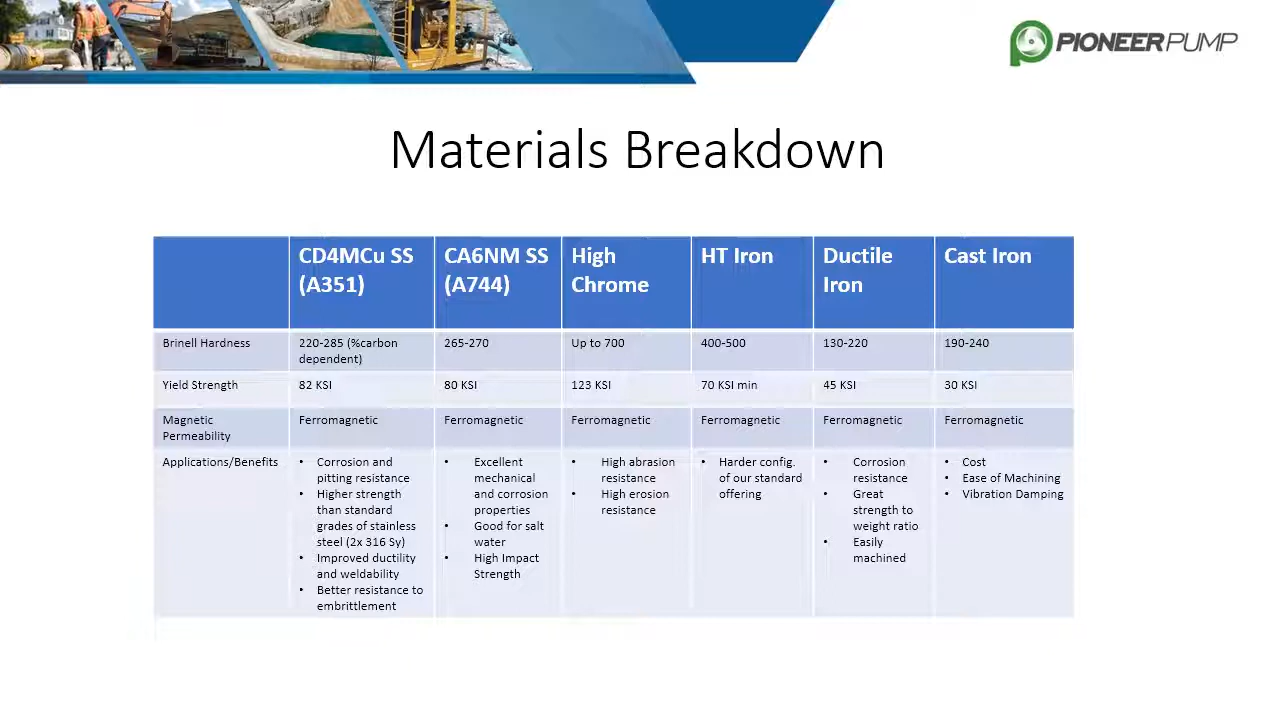 PIONEERPUMP
Materials Breakdown
CD4MCu SS
(A351)
CA6NM SS
(A744)
High
Chrome
HT Iron
Ductile
Iron
Cast Iron
Brinell Hardness
220-285 (%carbon
dependent)
265-270
Up to 700
400-500
130-220
190-240
Yield Strength
82 KSI
80 KSI
123 KSI
70 KSI min
45 KSI
30 KSI
Magnetic
Permeability
Ferromagnetic
Ferromagnetic
Ferromagnetic
Ferromagnetic
Ferromagnetic
Ferromagnetic
Applications/Benefits
• Corrosion and
pitting resistance
• Higher strength
than standard
grades of stainless
steel (2x 316 Sy)
• Improved ductility
and weldability
• Better resistance to
embrittlement
• Excellent
mechanical
and corrosion
properties
• Good for salt
water
• High Impact
Strength
• High abrasion
resistance
• High erosion
resistance
• Harder config.
of our standard
offering
• Corrosion
resistance
• Great
strength to
weight ratio
• Easily
machined
• Cost
• Ease of Machining
• Vibration Damping